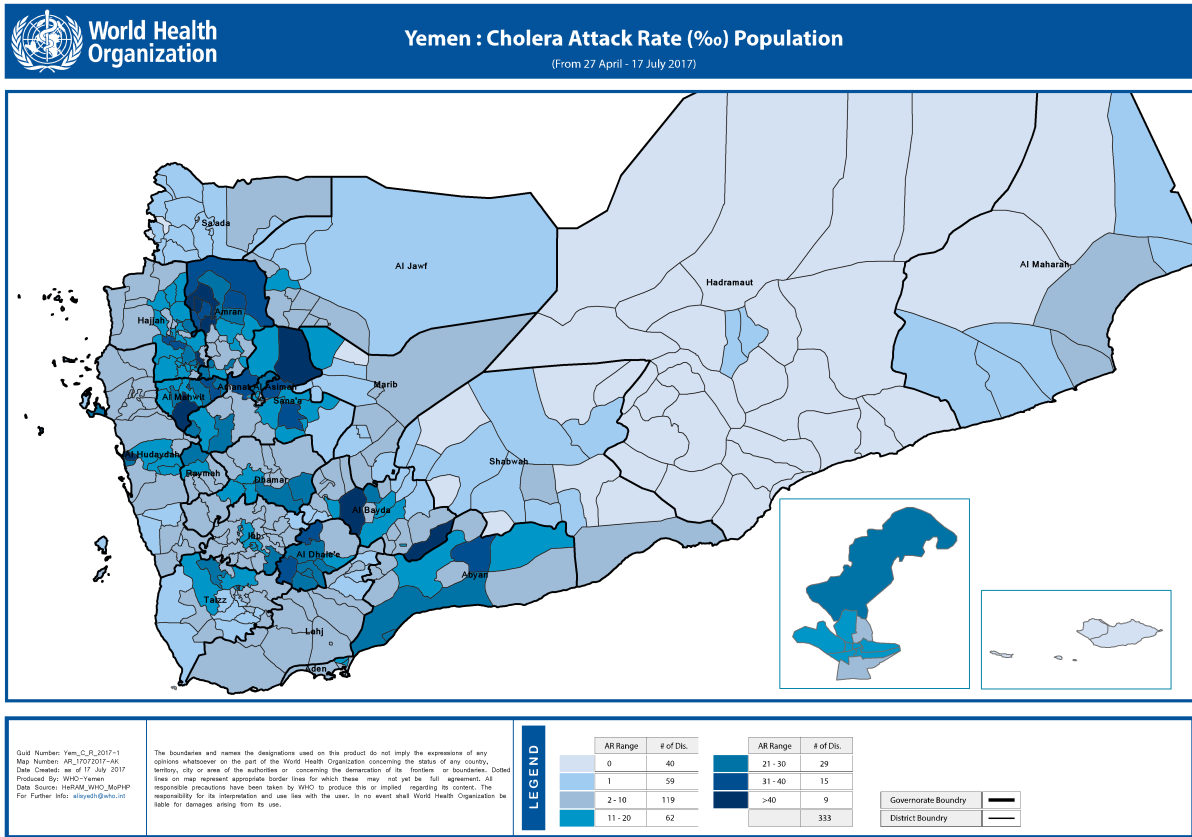 World Health
Organization
Yemen : Cholera Attack Rate (‰) Population
(From 27 April - 17 July 2017)
Sa'ada
Al Jawf
Al Maharah
Hadramaut
Hajjah
Amran
Marib
Amanat Al Asimah
Al Mahwit
Sana'a
Al Hudaydah
Shabwah
Raymah
Dhamar
Al Bayda
Ibb
Al Dhale'e
Abyan
Taizz
Lahj
Aden
Guid Number: Yem_C_R_2017-1
Map Number: AR_17072017-AK
Date Created: as of 17 July 2017
Produced By: WHO-Yemen
Data Source: HeRAM_WHO_MoPHP
For Further Info: alsyedh@who.int
The boundaries and names the designations used on this product do not imply the expressions of any
opinions whatsoever on the part of the World Health Organization concerning the status of any country,
territory, city or area of the authorities or concerning the demarcation of its frontiers or boundaries. Dotted
lines on map represent appropriate border lines for which these may not yet be full agreement. All
responsible precautions have been taken by WHO to produce this or implied regarding its content. The
responsibility for its interpretation and use lies with the user. In no event shall World Health Organization be
liable for damages arising from its use.
LEGEND
AR Range # of Dis.
0 40
1 59
2 - 10 119
11 - 20 62
AR Range # of Dis.
21 - 30 29
31 - 40 15
>40 9
333
Governorate Boundry
District Boundry